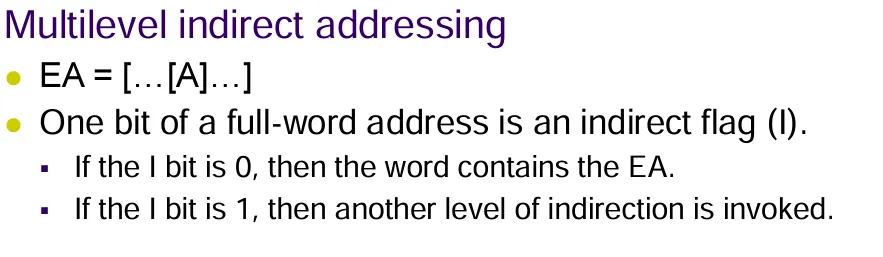 Multilevel indirect addressing
● EA = […[A]…]
● One bit of a full-word address is an indirect flag (I).
▪ If the I bit is 0, then the word contains the EA.
▪ If the I bit is 1, then another level of indirection is invoked.